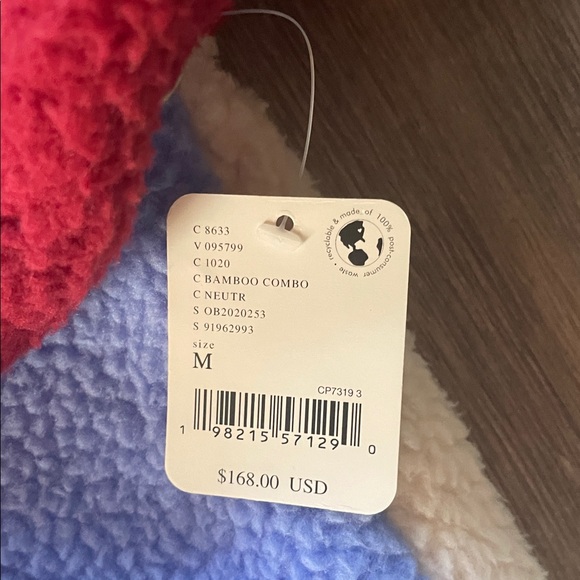 C 8633
V 095799
C 1020
C BAMBOO COMBO
C NEUTR
S OB2020253
S 91962993
size
M
recyclable & made of 100% post-consumer waste
CP7319 3
1 98215 57129 0
$168.00 USD